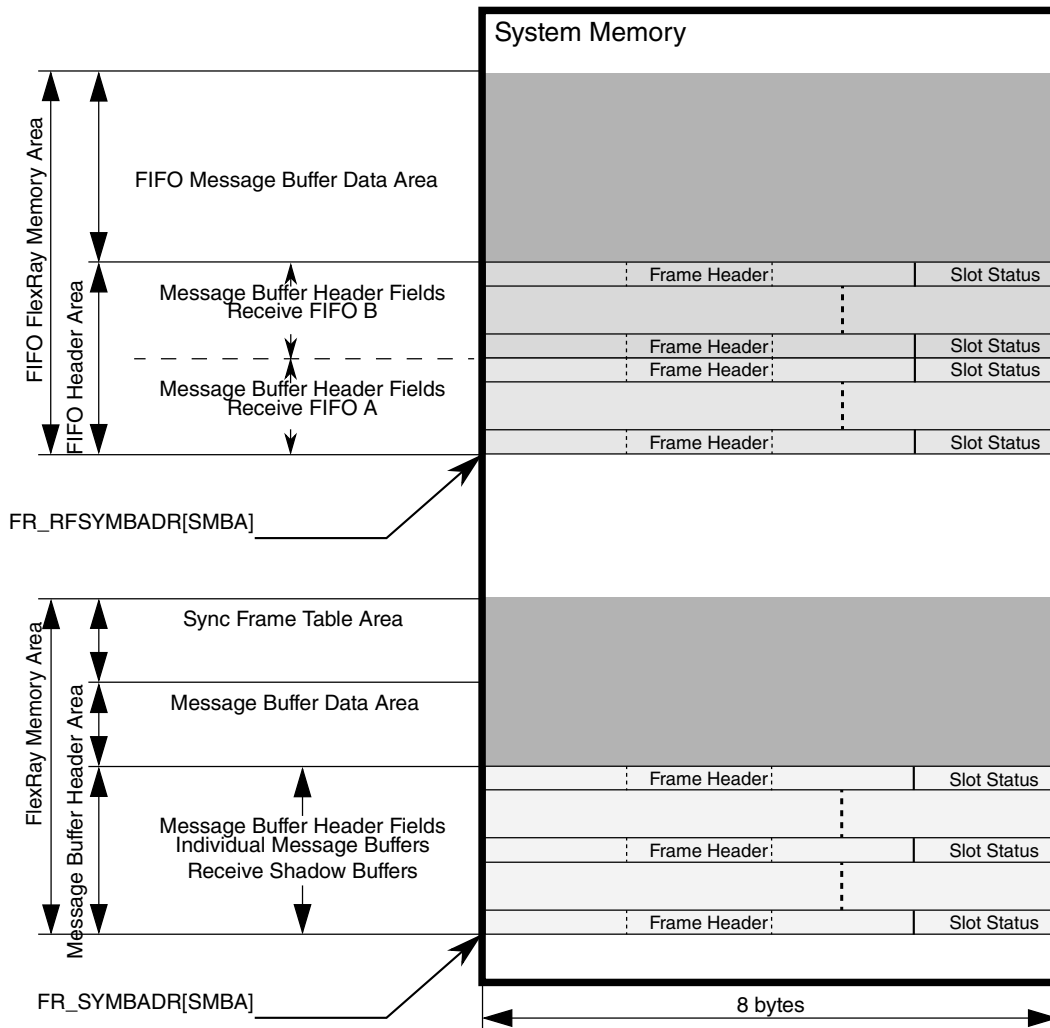 System Memory
FIFO FlexRay Memory Area
FIFO Header Area
FIFO Message Buffer Data Area
Message Buffer Header Fields
Receive FIFO B
Message Buffer Header Fields
Receive FIFO A
Frame Header
Slot Status
Frame Header
Slot Status
Frame Header
Slot Status
Frame Header
Slot Status
FR_RFSYMBADR[SMBA]
FlexRay Memory Area
Message Buffer Header Area
Sync Frame Table Area
Message Buffer Data Area
Message Buffer Header Fields
Individual Message Buffers
Receive Shadow Buffers
Frame Header
Slot Status
Frame Header
Slot Status
Frame Header
Slot Status
FR_SYMBADR[SMBA]
8 bytes